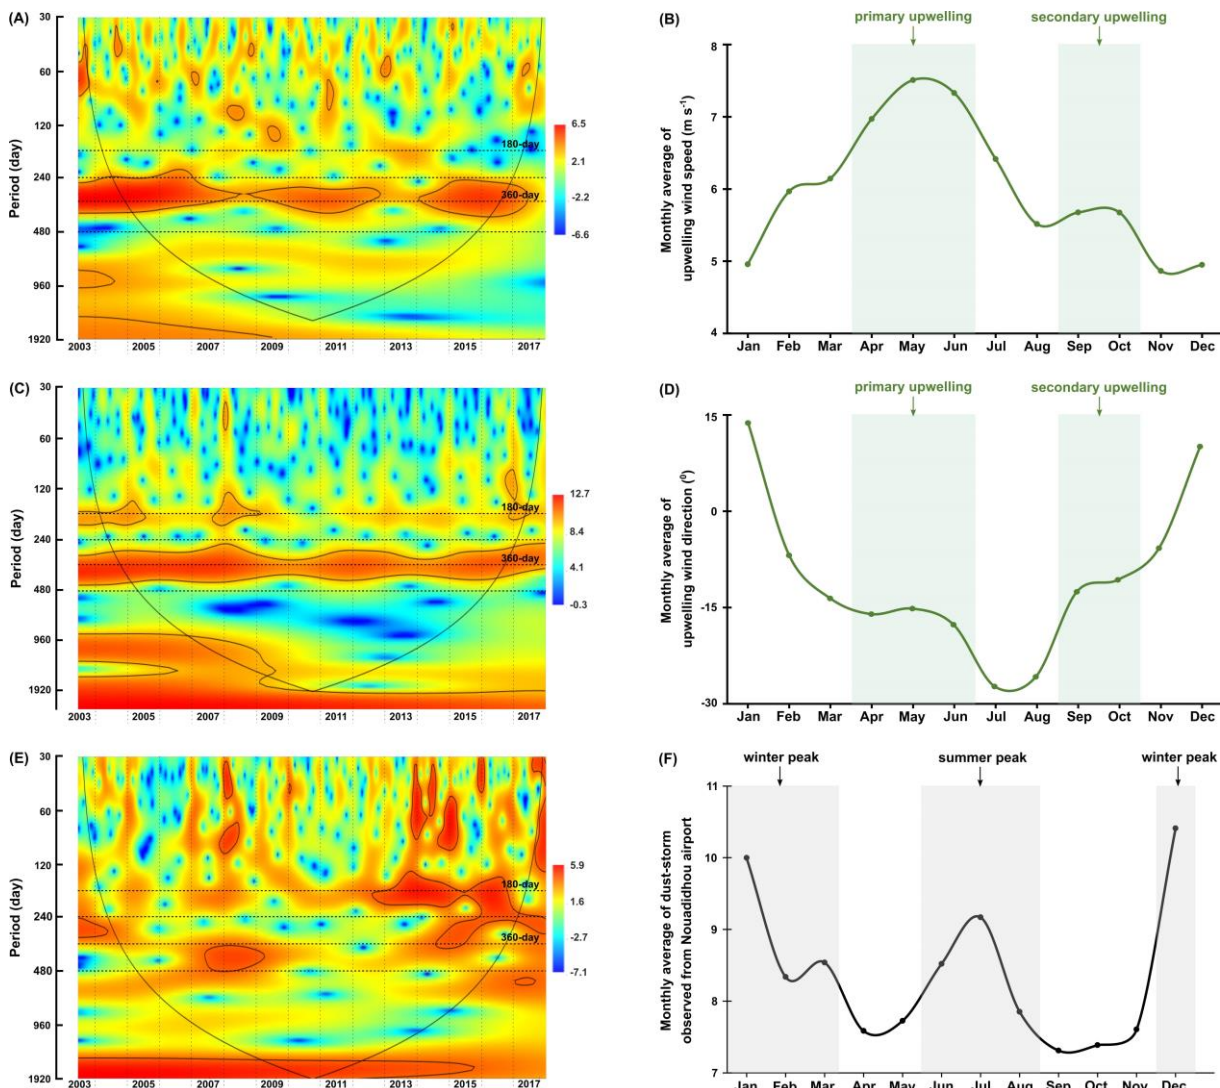 (A)
30
60
120
240
480
960
1920
Period (day)
180-day
360-day
2003 2005 2007 2009 2011 2013 2015 2017
6.5
2.1
-2.2
-6.6
(B)
primary upwelling
secondary upwelling
8
7
6
5
4
Monthly average of
upwelling wind speed (m s⁻¹)
Jan Feb Mar Apr May Jun Jul Aug Sep Oct Nov Dec
(C)
30
60
120
240
480
960
1920
Period (day)
180-day
360-day
2003 2005 2007 2009 2011 2013 2015 2017
12.7
8.4
4.1
-0.3
(D)
primary upwelling
secondary upwelling
15
0
-15
-30
Monthly average of
upwelling wind direction (⁰)
Jan Feb Mar Apr May Jun Jul Aug Sep Oct Nov Dec
(E)
30
60
120
240
480
960
1920
Period (day)
180-day
360-day
2003 2005 2007 2009 2011 2013 2015 2017
5.9
1.6
-2.7
-7.1
(F)
winter peak
summer peak
winter peak
11
10
9
8
7
Monthly average of dust-storm
observed from Nouadidhou airport
Jan Feb Mar Apr May Jun Jul Aug Sep Oct Nov Dec